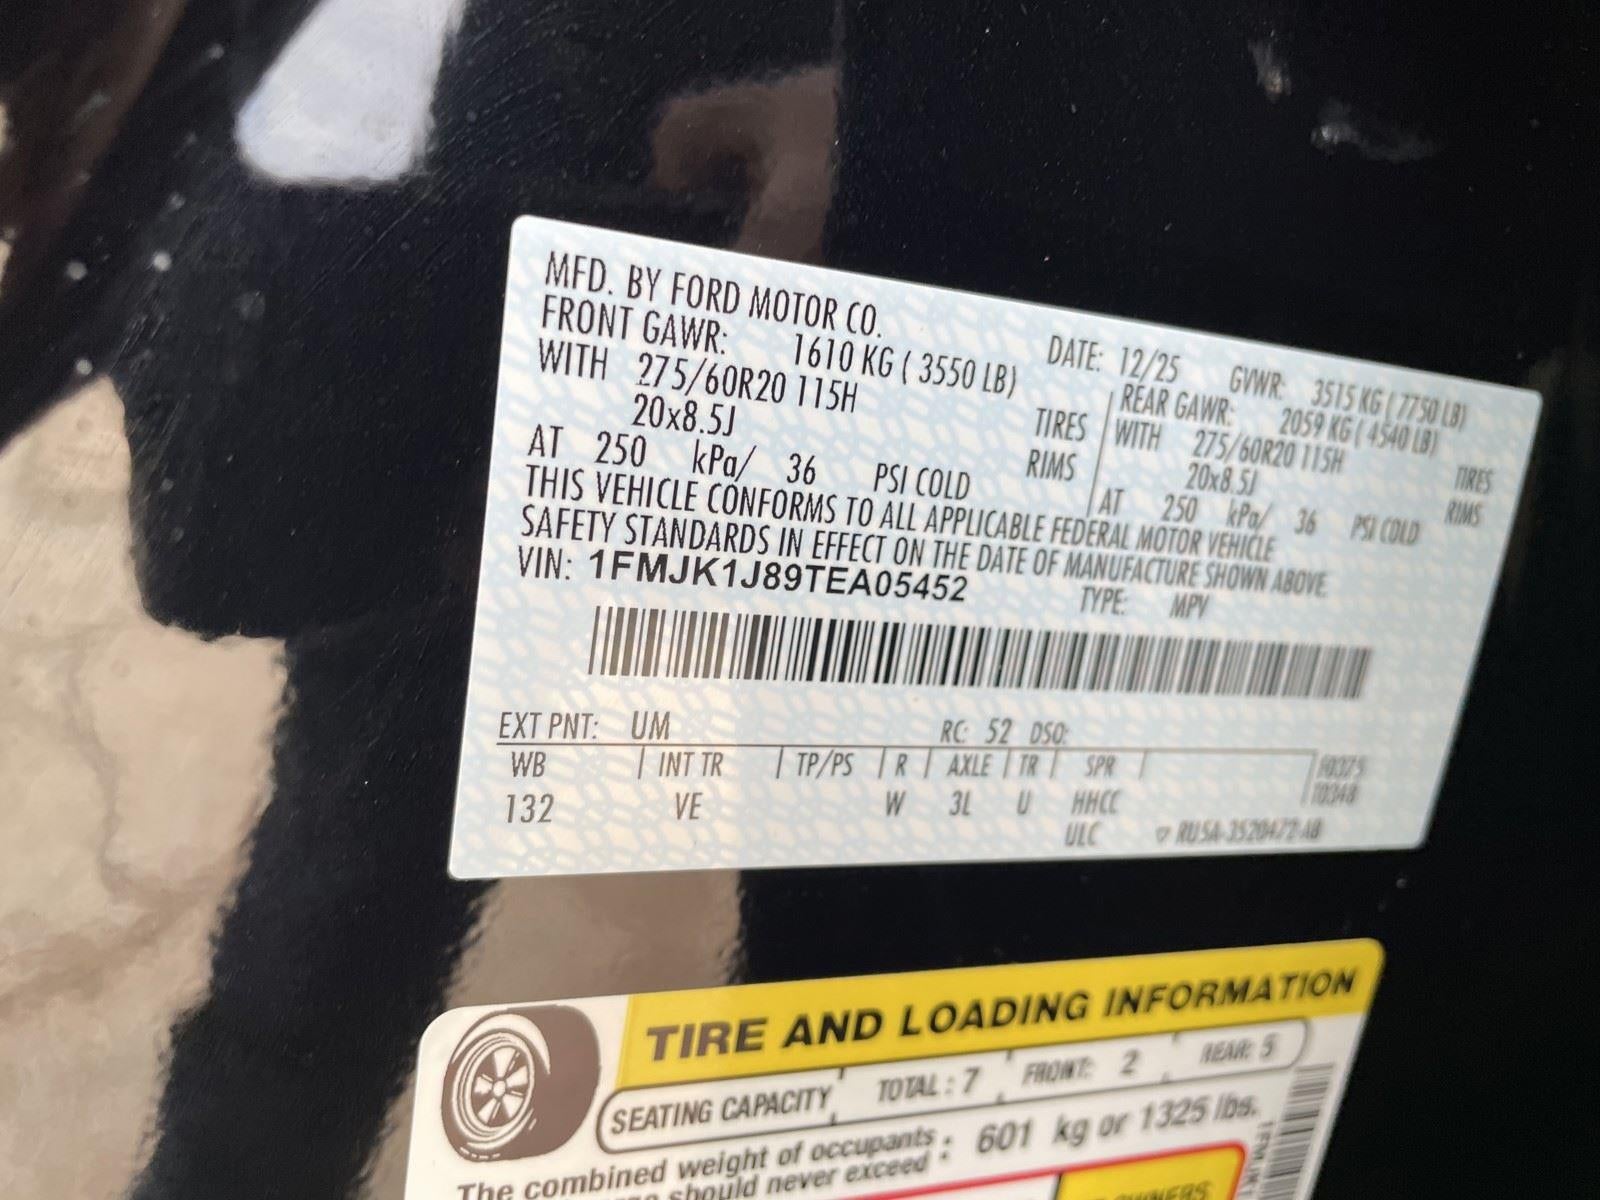 MFD. BY FORD MOTOR CO.
DATE: 12/25 GVWR: 3515 KG ( 7750 LB)
FRONT GAWR: 1610 KG ( 3550 LB)
WITH 275/60R20 115H TIRES
20x8.5J RIMS
AT 250 kPa/ 36 PSI COLD
REAR GAWR: 2059 KG ( 4540 LB)
WITH 275/60R20 115H TIRES
20x8.5J RIMS
AT 250 kPa/ 36 PSI COLD
THIS VEHICLE CONFORMS TO ALL APPLICABLE FEDERAL MOTOR VEHICLE
SAFETY STANDARDS IN EFFECT ON THE DATE OF MANUFACTURE SHOWN ABOVE.
VIN: 1FMJK1J89TEA05452 TYPE: MPV
EXT PNT: UM RC: 52 DSO:
WB INT TR TP/PS R AXLE TR SPR
132 VE W 3L U HHCC
ULC
TIRE AND LOADING INFORMATION
SEATING CAPACITY TOTAL : 7 FRONT: 2 REAR: 5
The combined weight of occupants : 601 kg or 1325 lbs.
should never exceed